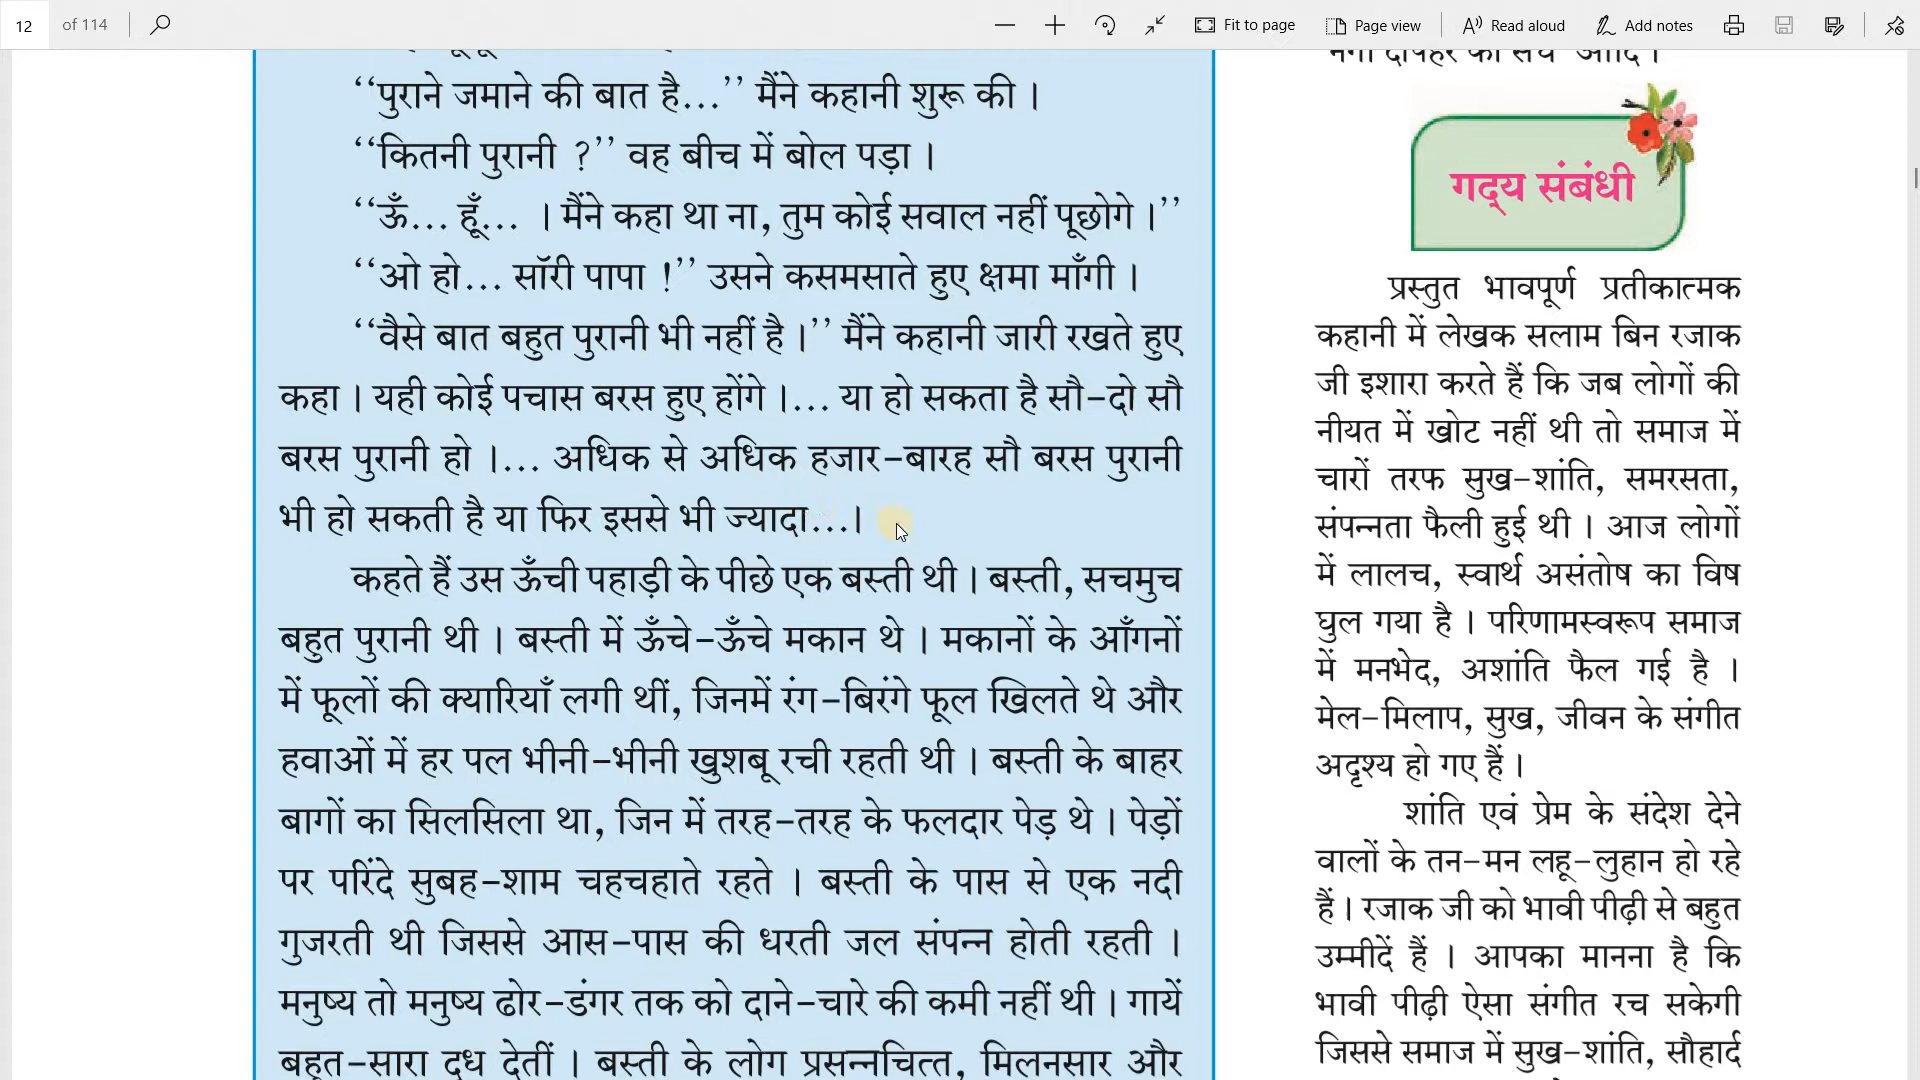 12 of 114 Fit to page Page view Read aloud Add notes
‘‘पुराने जमाने की बात है...’’ मैंने कहानी शुरू की ।
‘‘कितनी पुरानी ?’’ वह बीच में बोल पड़ा ।
‘‘ऊँ... हूँ... । मैंने कहा था ना, तुम कोई सवाल नहीं पूछोगे ।’’
‘‘ओ हो... सॉरी पापा !’’ उसने कसमसाते हुए क्षमा माँगी ।
‘‘वैसे बात बहुत पुरानी भी नहीं है ।’’ मैंने कहानी जारी रखते हुए
कहा । यही कोई पचास बरस हुए होंगे ।... या हो सकता है सौ-दो सौ
बरस पुरानी हो ।... अधिक से अधिक हजार-बारह सौ बरस पुरानी
भी हो सकती है या फिर इससे भी ज्यादा...।
कहते हैं उस ऊँची पहाड़ी के पीछे एक बस्ती थी । बस्ती, सचमुच
बहुत पुरानी थी । बस्ती में ऊँचे-ऊँचे मकान थे । मकानों के आँगनों
में फूलों की क्यारियाँ लगी थीं, जिनमें रंग-बिरंगे फूल खिलते थे और
हवाओं में हर पल भीनी-भीनी खुशबू रची रहती थी । बस्ती के बाहर
बागों का सिलसिला था, जिन में तरह-तरह के फलदार पेड़ थे । पेड़ों
पर परिंदे सुबह-शाम चहचहाते रहते । बस्ती के पास से एक नदी
गुजरती थी जिससे आस-पास की धरती जल संपन्न होती रहती ।
मनुष्य तो मनुष्य ढोर-डंगर तक को दाने-चारे की कमी नहीं थी । गायें
बहुत-सारा दूध देतीं । बस्ती के लोग प्रसन्नचित्त, मिलनसार और
गद्य संबंधी
प्रस्तुत भावपूर्ण प्रतीकात्मक
कहानी में लेखक सलाम बिन रजाक
जी इशारा करते हैं कि जब लोगों की
नीयत में खोट नहीं थी तो समाज में
चारों तरफ सुख-शांति, समरसता,
संपन्नता फैली हुई थी । आज लोगों
में लालच, स्वार्थ असंतोष का विष
घुल गया है । परिणामस्वरूप समाज
में मनभेद, अशांति फैल गई है ।
मेल-मिलाप, सुख, जीवन के संगीत
अदृश्य हो गए हैं ।
शांति एवं प्रेम के संदेश देने
वालों के तन-मन लहू-लुहान हो रहे
हैं । रजाक जी को भावी पीढ़ी से बहुत
उम्मीदें हैं । आपका मानना है कि
भावी पीढ़ी ऐसा संगीत रच सकेगी
जिससे समाज में सुख-शांति, सौहार्द